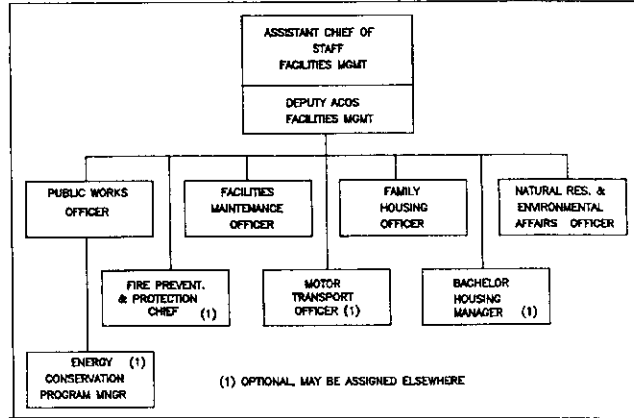 ASSISTANT CHIEF OF
STAFF
FACILITIES MGMT
DEPUTY ACOS
FACILITIES MGMT
PUBLIC WORKS
OFFICER
FACILITIES
MAINTENANCE
OFFICER
FAMILY
HOUSING
OFFICER
NATURAL RES. &
ENVIRONMENTAL
AFFAIRS OFFICER
FIRE PREVENT.
& PROTECTION
CHIEF (1)
MOTOR
TRANSPORT
OFFICER (1)
BACHELOR
HOUSING
MANAGER (1)
ENERGY (1)
CONSERVATION
PROGRAM MNGR
(1) OPTIONAL, MAY BE ASSIGNED ELSEWHERE